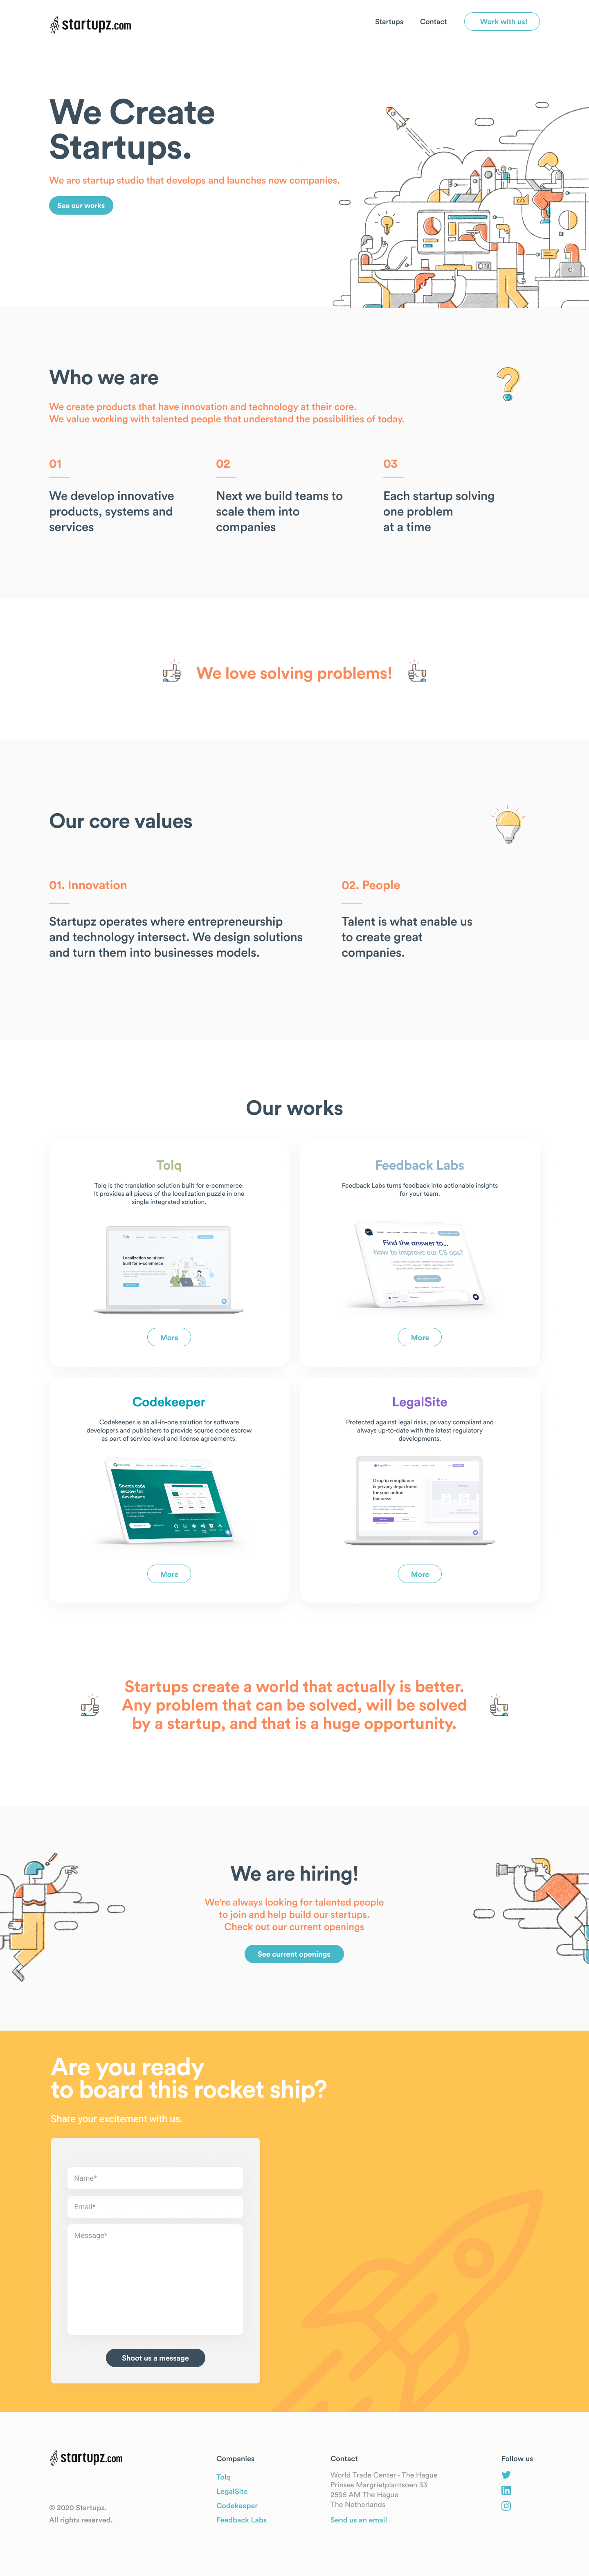 startupz.com
Startups
Contact
Work with us!
We Create
Startups.
We are startup studio that develops and launches new companies.
See our works
Who we are
We create products that have innovation and technology at their core.
We value working with talented people that understand the possibilities of today.
01
We develop innovative
products, systems and
services
02
Next we build teams to
scale them into
companies
03
Each startup solving
one problem
at a time
We love solving problems!
Our core values
01. Innovation
Startupz operates where entrepreneurship
and technology intersect. We design solutions
and turn them into businesses models.
02. People
Talent is what enable us
to create great
companies.
Our works
Tolq
Tolq is the translation solution built for e-commerce.
It provides all pieces of the localization puzzle in one
single integrated solution.
Localization solutions
built for e-commerce
More
Feedback Labs
Feedback Labs turns feedback into actionable insights
for your team.
Find the answer to...
how to improve our CS ops?
More
Codekeeper
Codekeeper is an all-in-one solution for software
developers and publishers to provide source code escrow
as part of service level and license agreements.
Source code
escrow for
developers
More
LegalSite
Protected against legal risks, privacy compliant and
always up-to-date with the latest regulatory
developments.
Drop-in compliance
& privacy department
for your online
business
More
Startups create a world that actually is better.
Any problem that can be solved, will be solved
by a startup, and that is a huge opportunity.
We are hiring!
We're always looking for talented people
to join and help build our startups.
Check out our current openings
See current openings
Are you ready
to board this rocket ship?
Share your excitement with us.
Name*
Email*
Message*
Shoot us a message
startupz.com
© 2020 Startupz.
All rights reserved.
Companies
Tolq
LegalSite
Codekeeper
Feedback Labs
Contact
World Trade Center - The Hague
Prinses Margrietplantsoen 33
2595 AM The Hague
The Netherlands
Send us an email
Follow us